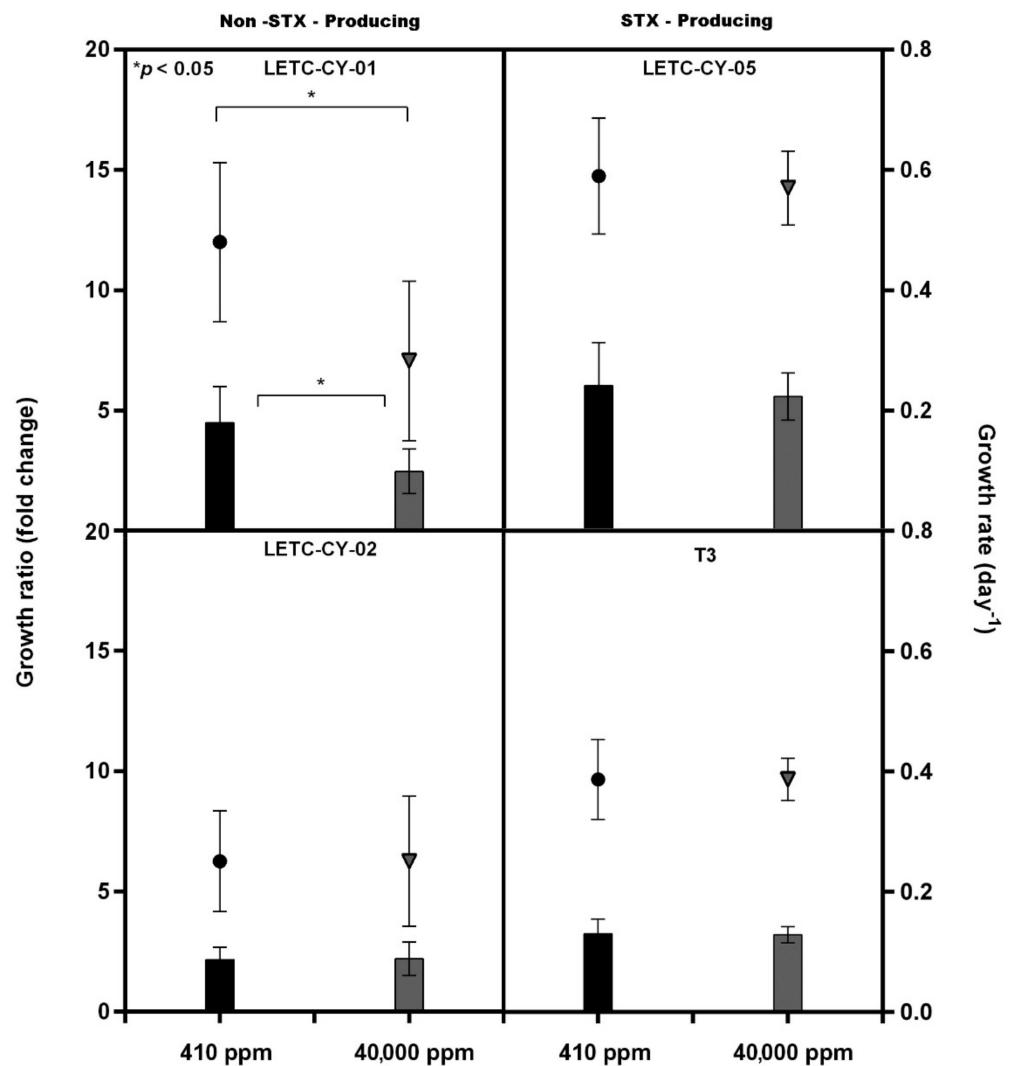 Non -STX - Producing
STX - Producing
20
0.8
*p < 0.05
LETC-CY-01
LETC-CY-05
*
15
0.6
10
0.4
*
5
0.2
20
0.8
LETC-CY-02
T3
15
0.6
10
0.4
5
0.2
0
0.0
Growth ratio (fold change)
Growth rate (day-1)
410 ppm
40,000 ppm
410 ppm
40,000 ppm